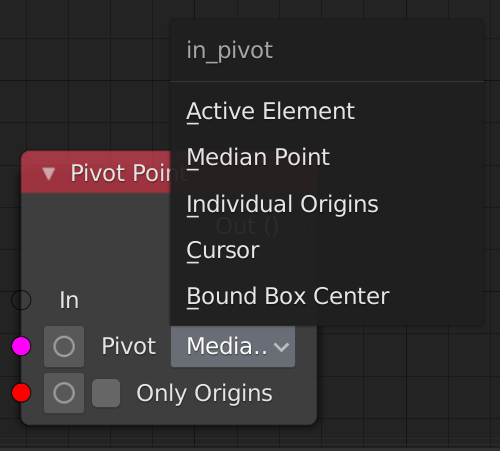 in_pivot
Active Element
Median Point
Individual Origins
Cursor
Bound Box Center
Pivot Poin
Out ()
In
Pivot Media..
Only Origins